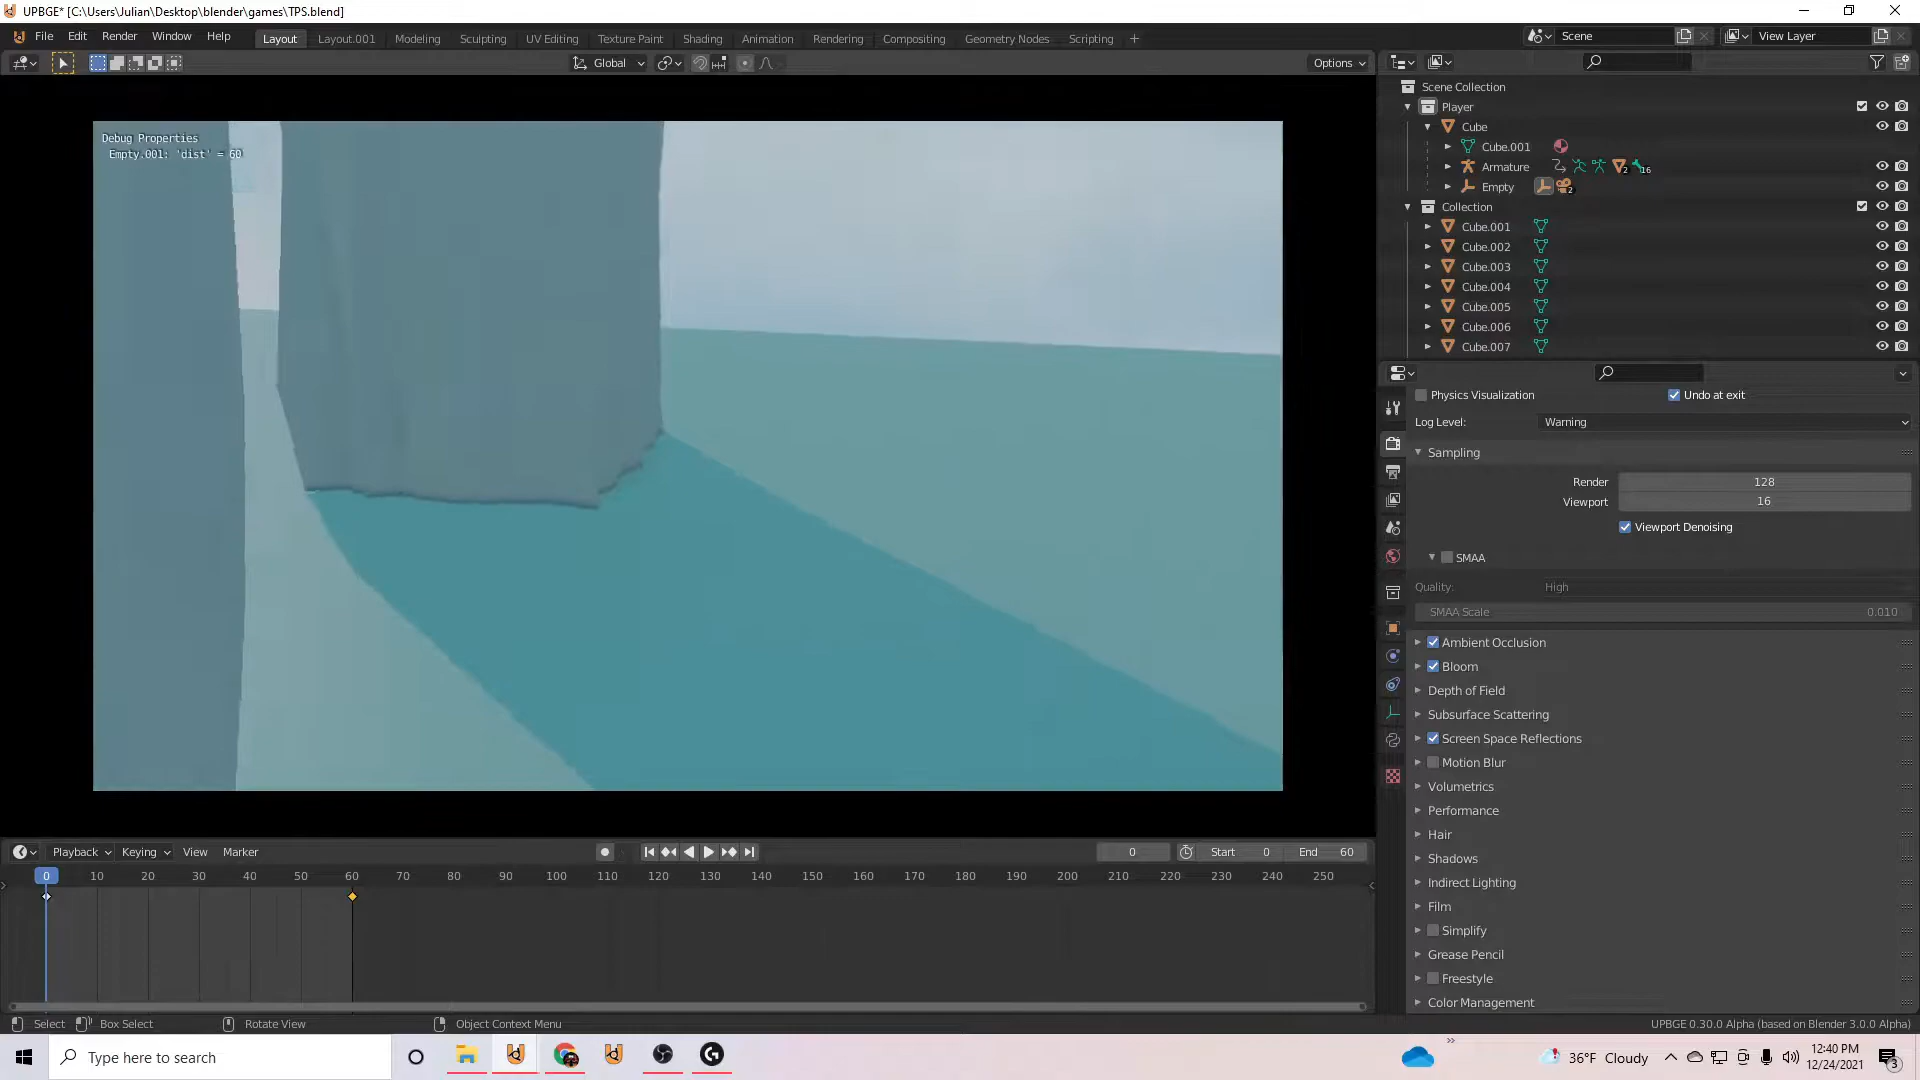 UPBGE* [C:\Users\Julian\Desktop\blender\games\TPS.blend]
File Edit Render Window Help Layout Layout.001 Modeling Sculpting UV Editing Texture Paint Shading Animation Rendering Compositing Geometry Nodes Scripting + Scene View Layer
Global Options
Scene Collection
Player
Cube
Cube.001
Armature 2 16
Empty 2
Collection
Cube.001
Cube.002
Cube.003
Cube.004
Cube.005
Cube.006
Cube.007
Debug Properties
Empty.001: 'dist' = 60
Physics Visualization Undo at exit
Log Level: Warning
Sampling
Render 128
Viewport 16
Viewport Denoising
SMAA
Quality: High
SMAA Scale 0.010
Ambient Occlusion
Bloom
Depth of Field
Subsurface Scattering
Screen Space Reflections
Motion Blur
Volumetrics
Performance
Hair
Shadows
Indirect Lighting
Film
Simplify
Grease Pencil
Freestyle
Color Management
Playback Keying View Marker 0 Start 0 End 60
0 10 20 30 40 50 60 70 80 90 100 110 120 130 140 150 160 170 180 190 200 210 220 230 240 250
Select Box Select Rotate View Object Context Menu UPBGE 0.30.0 Alpha (based on Blender 3.0.0 Alpha)
Type here to search 36°F Cloudy 12:40 PM
12/24/2021 3